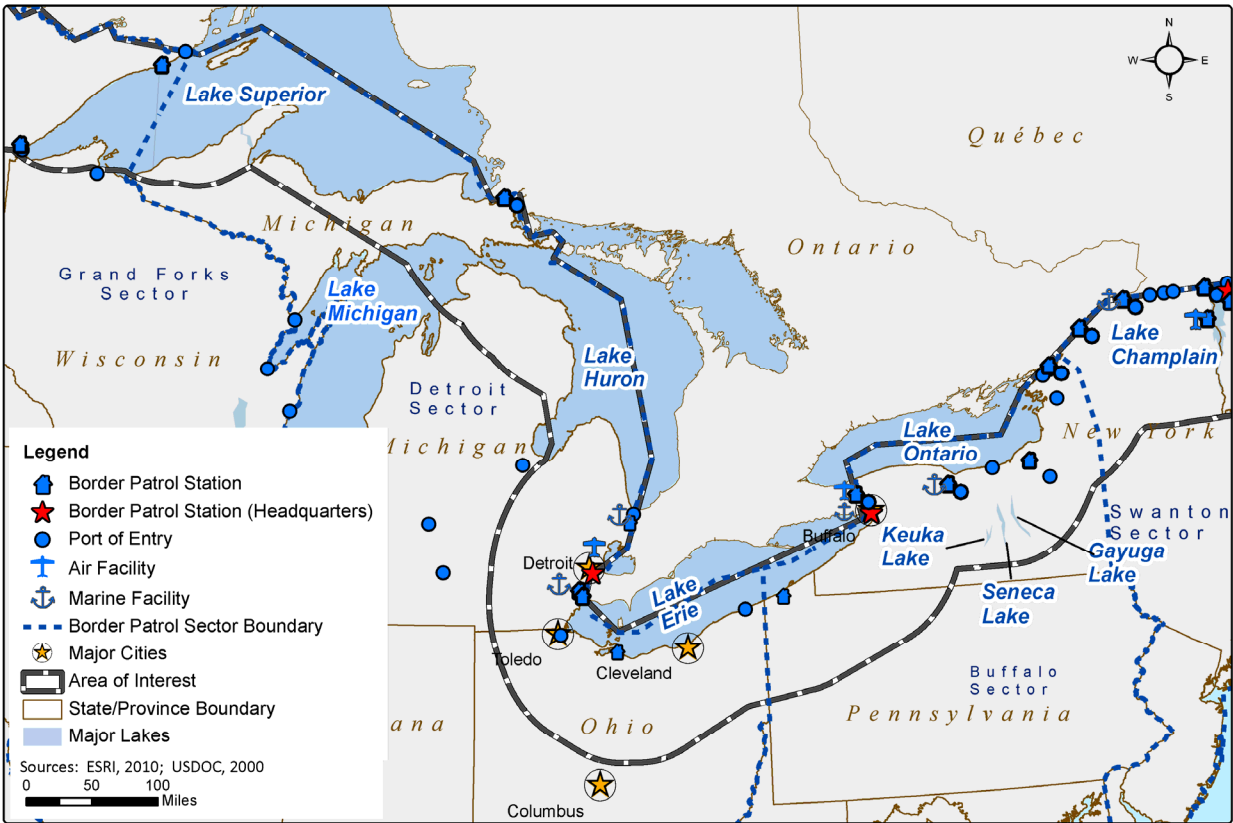 N
W E
S
Lake Superior
Québec
Michigan
Ontario
Grand Forks
Sector
Lake
Michigan
Wisconsin
Lake
Huron
Lake
Champlain
Detroit
Sector
Michigan
Lake
Ontario
New York
Legend
Border Patrol Station
Border Patrol Station (Headquarters)
Port of Entry
Air Facility
Marine Facility
Border Patrol Sector Boundary
Major Cities
Area of Interest
State/Province Boundary
Major Lakes
Sources: ESRI, 2010; USDOC, 2000
0 50 100
Miles
Swanton
Sector
Buffalo
Keuka
Lake
Gayuga
Lake
Seneca
Lake
Detroit
Lake
Erie
Toledo
Cleveland
Buffalo
Sector
ana
Ohio
Pennsylvania
Columbus